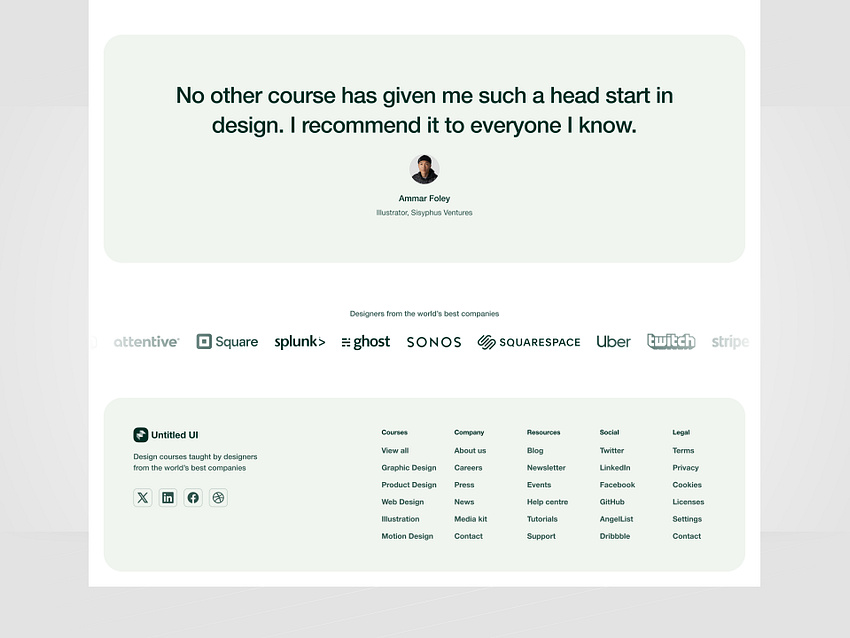 No other course has given me such a head start in
design. I recommend it to everyone I know.
Ammar Foley
Illustrator, Sisyphus Ventures
Designers from the world's best companies
attentive
Square
splunk>
ghost
SONOS
SQUARESPACE
Uber
twitch
stripe
Untitled UI
Design courses taught by designers
from the world's best companies
Courses
View all
Graphic Design
Product Design
Web Design
Illustration
Motion Design
Company
About us
Careers
Press
News
Media kit
Contact
Resources
Blog
Newsletter
Events
Help centre
Tutorials
Support
Social
Twitter
LinkedIn
Facebook
GitHub
AngelList
Dribbble
Legal
Terms
Privacy
Cookies
Licenses
Settings
Contact